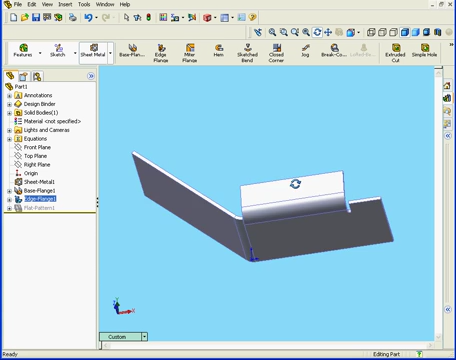 File Edit View Insert Tools
Features
Sketch
Sheet Metal
Base-Flan...
Edge Flange
Miter Flange
Hem
Sketched Bend
Closed Corner
Jog
Break-Co...
Extruded Cut
Simple Hole
Part1
Annotations
Design Binder
Solid Bodies(1)
Material <not specified>
Lights and Cameras
Equations
Front Plane
Top Plane
Right Plane
Origin
Sheet-Metal1
Base-Flange1
Edge-Flange1
Flat-Pattern1
Custom
Ready
Editing Part